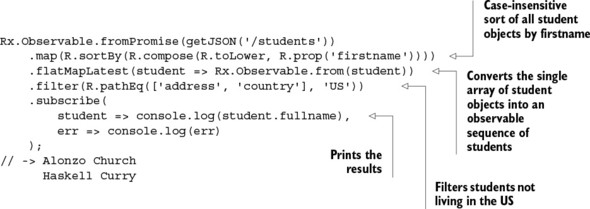 Rx.Observable.fromPromise(getJSON('/students'))
.map(R.sortBy(R.compose(R.toLower, R.prop('firstname'))))
.flatMapLatest(student => Rx.Observable.from(student))
.filter(R.pathEq(['address', 'country'], 'US'))
.subscribe(
student => console.log(student.fullname),
err => console.log(err)
);
// -> Alonzo Church
Haskell Curry
Case-insensitive
sort of all student
objects by firstname
Converts the single
array of student
objects into an
observable
sequence of
students
Prints the
results
Filters students not
living in the US